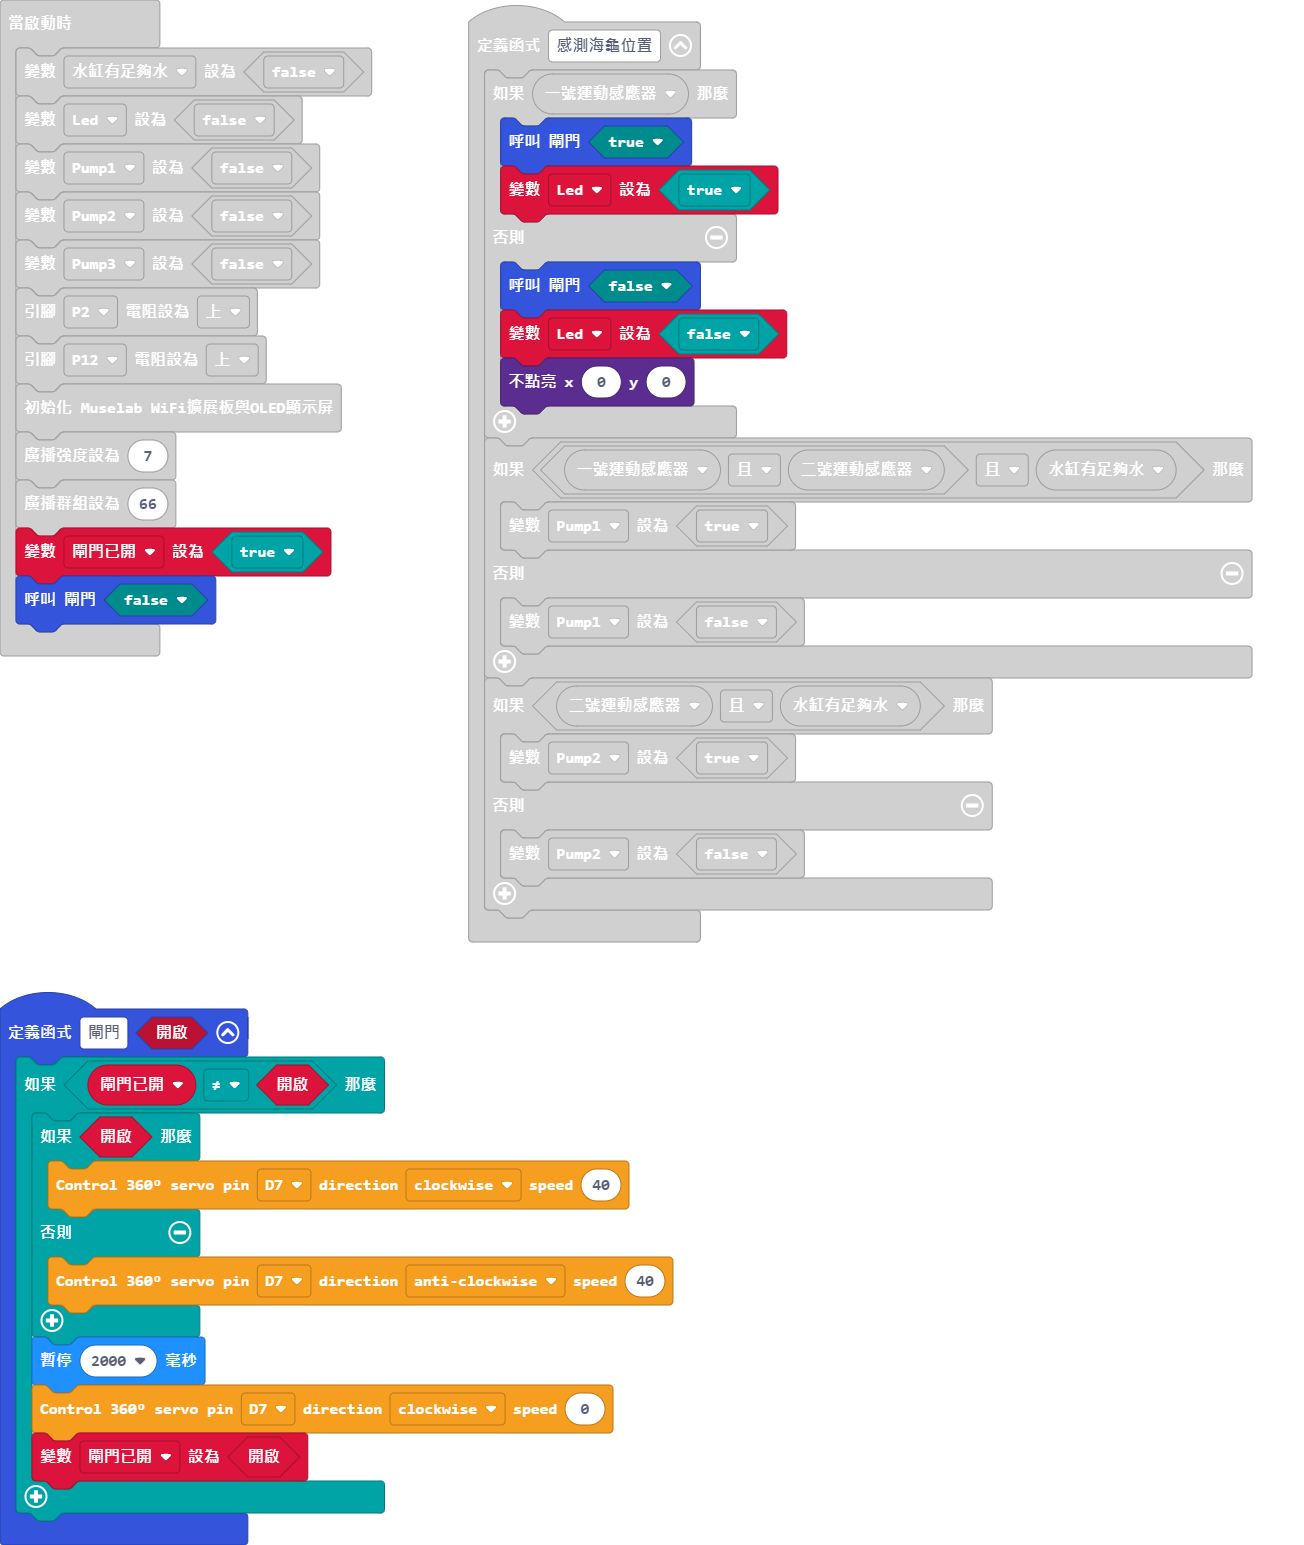 當啟動時
變數 水缸有足夠水 設為 false
變數 Led 設為 false
變數 Pump1 設為 false
變數 Pump2 設為 false
變數 Pump3 設為 false
引腳 P2 電阻設為 上
引腳 P12 電阻設為 上
初始化 Muselab WiFi擴展板與OLED顯示屏
廣播強度設為 7
廣播群組設為 66
變數 閘門已開 設為 true
呼叫 閘門 false
定義函式 感測海龜位置
如果 一號運動感應器 那麼
呼叫 閘門 true
變數 Led 設為 true
否則
呼叫 閘門 false
變數 Led 設為 false
不點亮 x 0 y 0
如果 一號運動感應器 且 二號運動感應器 且 水缸有足夠水 那麼
變數 Pump1 設為 true
否則
變數 Pump1 設為 false
如果 二號運動感應器 且 水缸有足夠水 那麼
變數 Pump2 設為 true
否則
變數 Pump2 設為 false
定義函式 閘門 開啟
如果 閘門已開 ≠ 開啟 那麼
如果 開啟 那麼
Control 360º servo pin D7 direction clockwise speed 40
否則
Control 360º servo pin D7 direction anti-clockwise speed 40
暫停 2000 毫秒
Control 360º servo pin D7 direction clockwise speed 0
變數 閘門已開 設為 開啟